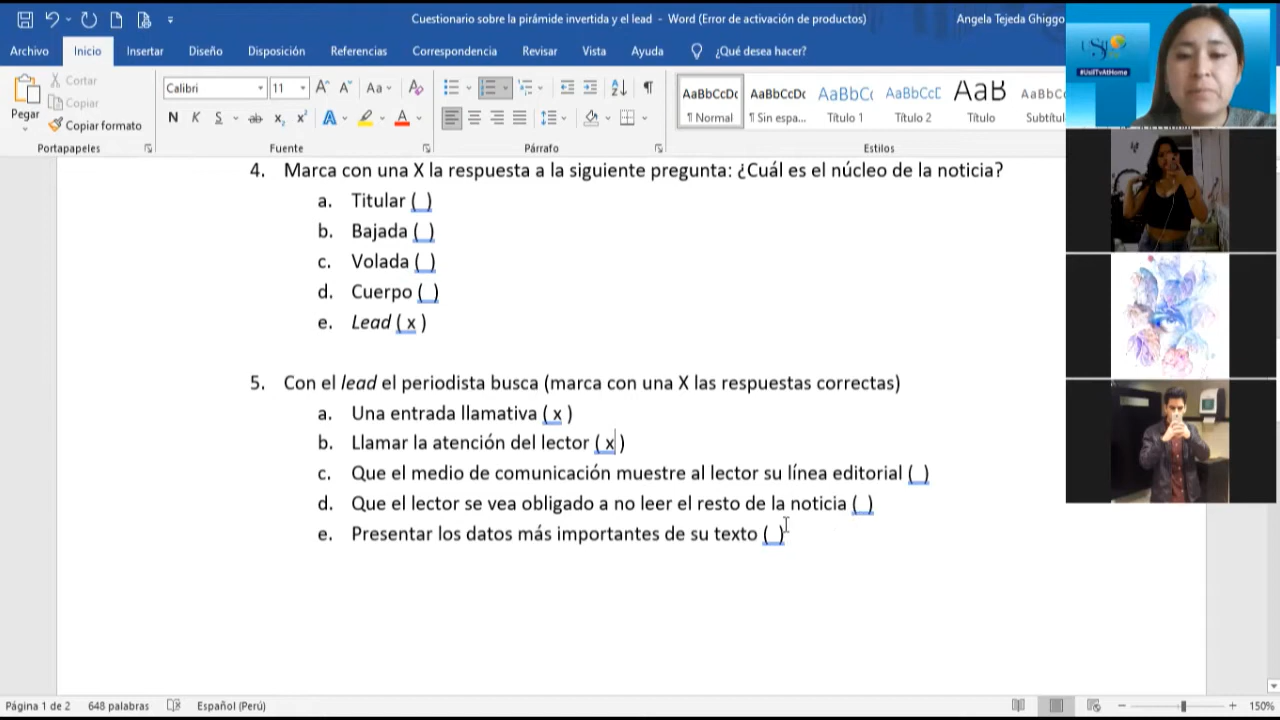 Cuestionario sobre la pirámide invertida y el lead - Word (Error de activación de productos)
Angela Tejeda Ghiggo
Archivo Inicio Insertar Diseño Disposición Referencias Correspondencia Revisar Vista Ayuda ¿Qué desea hacer?
Pegar
Cortar
Copiar
Copiar formato
Portapapeles
Calibri 11
N K S ab x₂ x²
Fuente
Párrafo
AaBbCcDc AaBbCcDc AaBbC AaBbCcD AaB AaBbCcD
¶ Normal ¶ Sin espa... Título 1 Título 2 Título Subtítul
Estilos
#UsilTvAtHome
4. Marca con una X la respuesta a la siguiente pregunta: ¿Cuál es el núcleo de la noticia?
a. Titular ( )
b. Bajada ( )
c. Volada ( )
d. Cuerpo ( )
e. Lead ( x )
5. Con el lead el periodista busca (marca con una X las respuestas correctas)
a. Una entrada llamativa ( x )
b. Llamar la atención del lector ( x )
c. Que el medio de comunicación muestre al lector su línea editorial ( )
d. Que el lector se vea obligado a no leer el resto de la noticia ( )
e. Presentar los datos más importantes de su texto ( )
Página 1 de 2 648 palabras Español (Perú) 150%